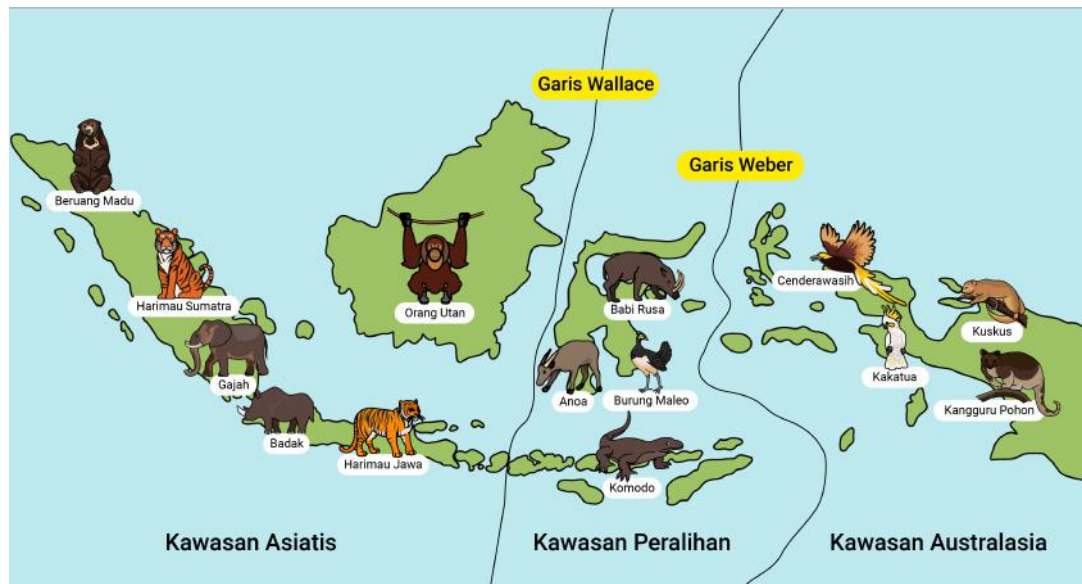 Garis Wallace
Garis Weber
Beruang Madu
Harimau Sumatra
Orang Utan
Babi Rusa
Cenderawasih
Kuskus
Gajah
Anoa
Burung Maleo
Kakatua
Kangguru Pohon
Badak
Harimau Jawa
Komodo
Kawasan Asiatis
Kawasan Peralihan
Kawasan Australasia